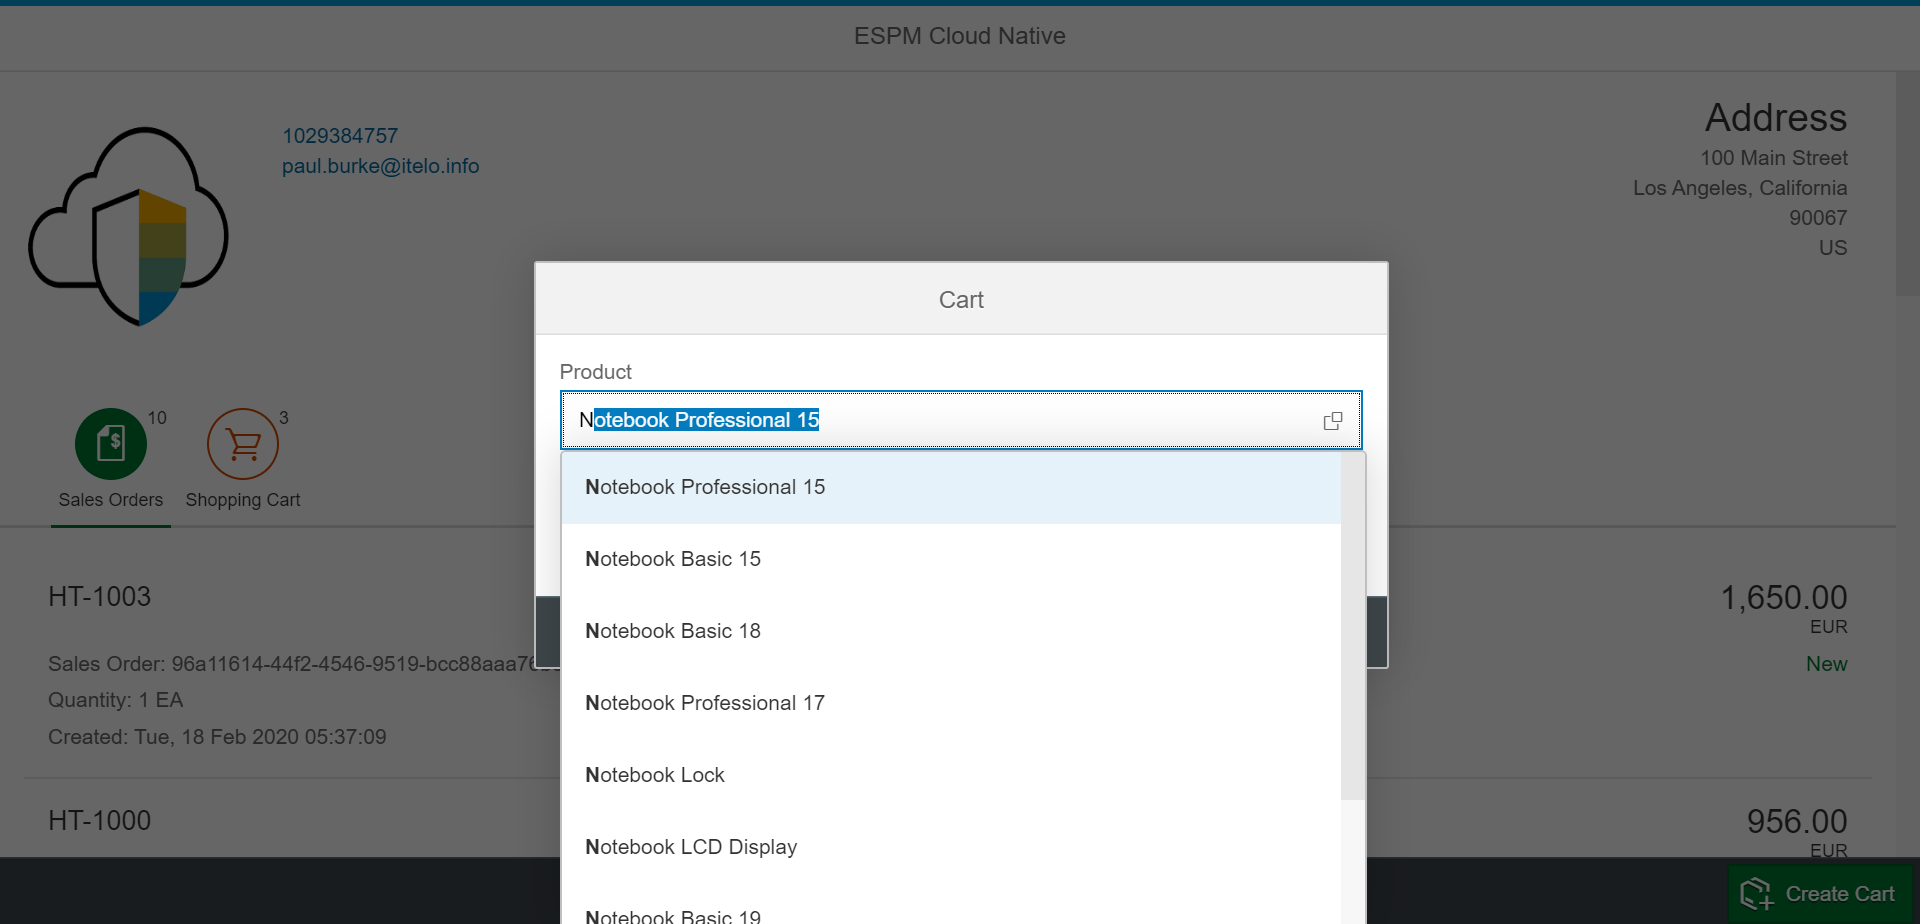 ESPM Cloud Native
1029384757
paul.burke@itelo.info
Address
100 Main Street
Los Angeles, California
90067
US
10
Sales Orders
3
Shopping Cart
Cart
Product
Notebook Professional 15
Notebook Professional 15
Notebook Basic 15
Notebook Basic 18
Notebook Professional 17
Notebook Lock
Notebook LCD Display
Notebook Basic 19
HT-1003
1,650.00
EUR
Sales Order: 96a11614-44f2-4546-9519-bcc88aaa7
New
Quantity: 1 EA
Created: Tue, 18 Feb 2020 05:37:09
HT-1000
956.00
EUR
Create Cart